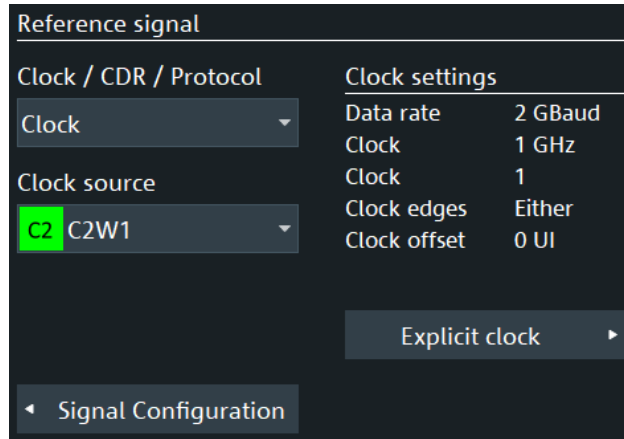 Reference signal
Clock / CDR / Protocol
Clock
Clock source
C2 C2W1
Clock settings
Data rate 2 GBaud
Clock 1 GHz
Clock 1
Clock edges Either
Clock offset 0 UI
Explicit clock
Signal Configuration